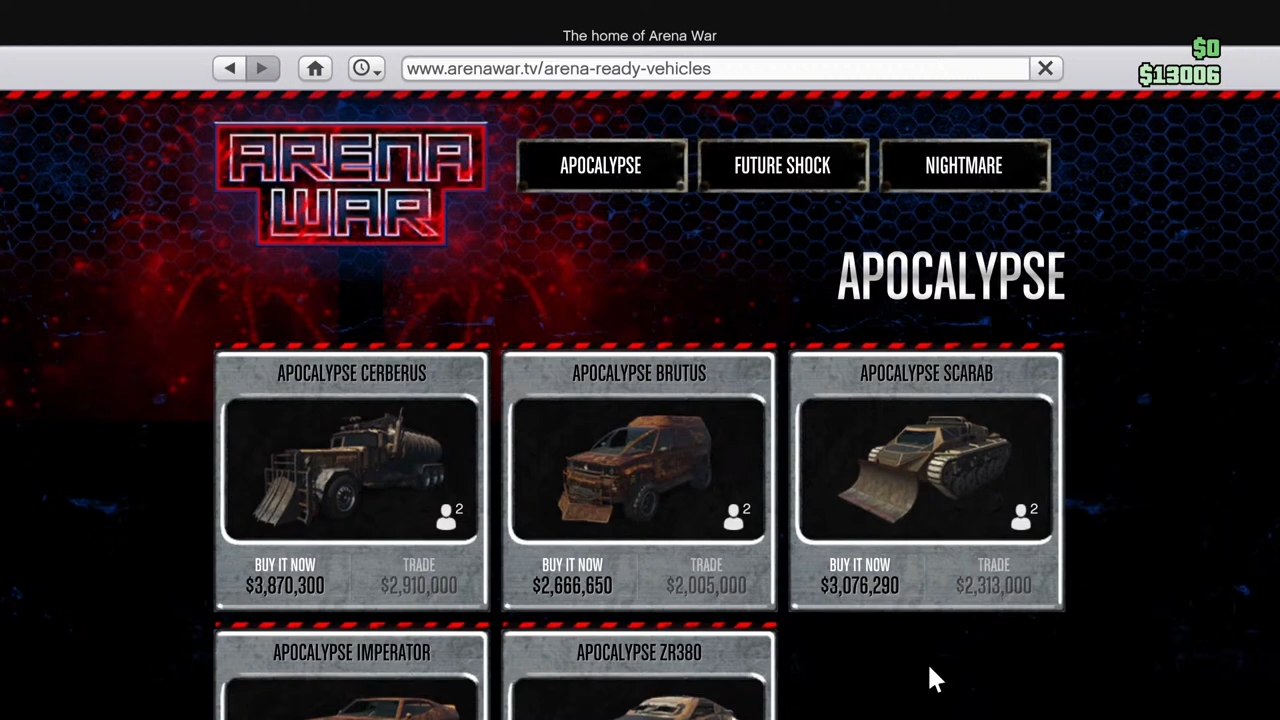 The home of Arena War
www.arenawar.tv/arena-ready-vehicles
$0
$13006
ARENA
WAR
APOCALYPSE
FUTURE SHOCK
NIGHTMARE
APOCALYPSE
APOCALYPSE CERBERUS
2
BUY IT NOW
$3,870,300
TRADE
$2,910,000
APOCALYPSE BRUTUS
2
BUY IT NOW
$2,666,650
TRADE
$2,005,000
APOCALYPSE SCARAB
2
BUY IT NOW
$3,076,290
TRADE
$2,313,000
APOCALYPSE IMPERATOR
APOCALYPSE ZR380